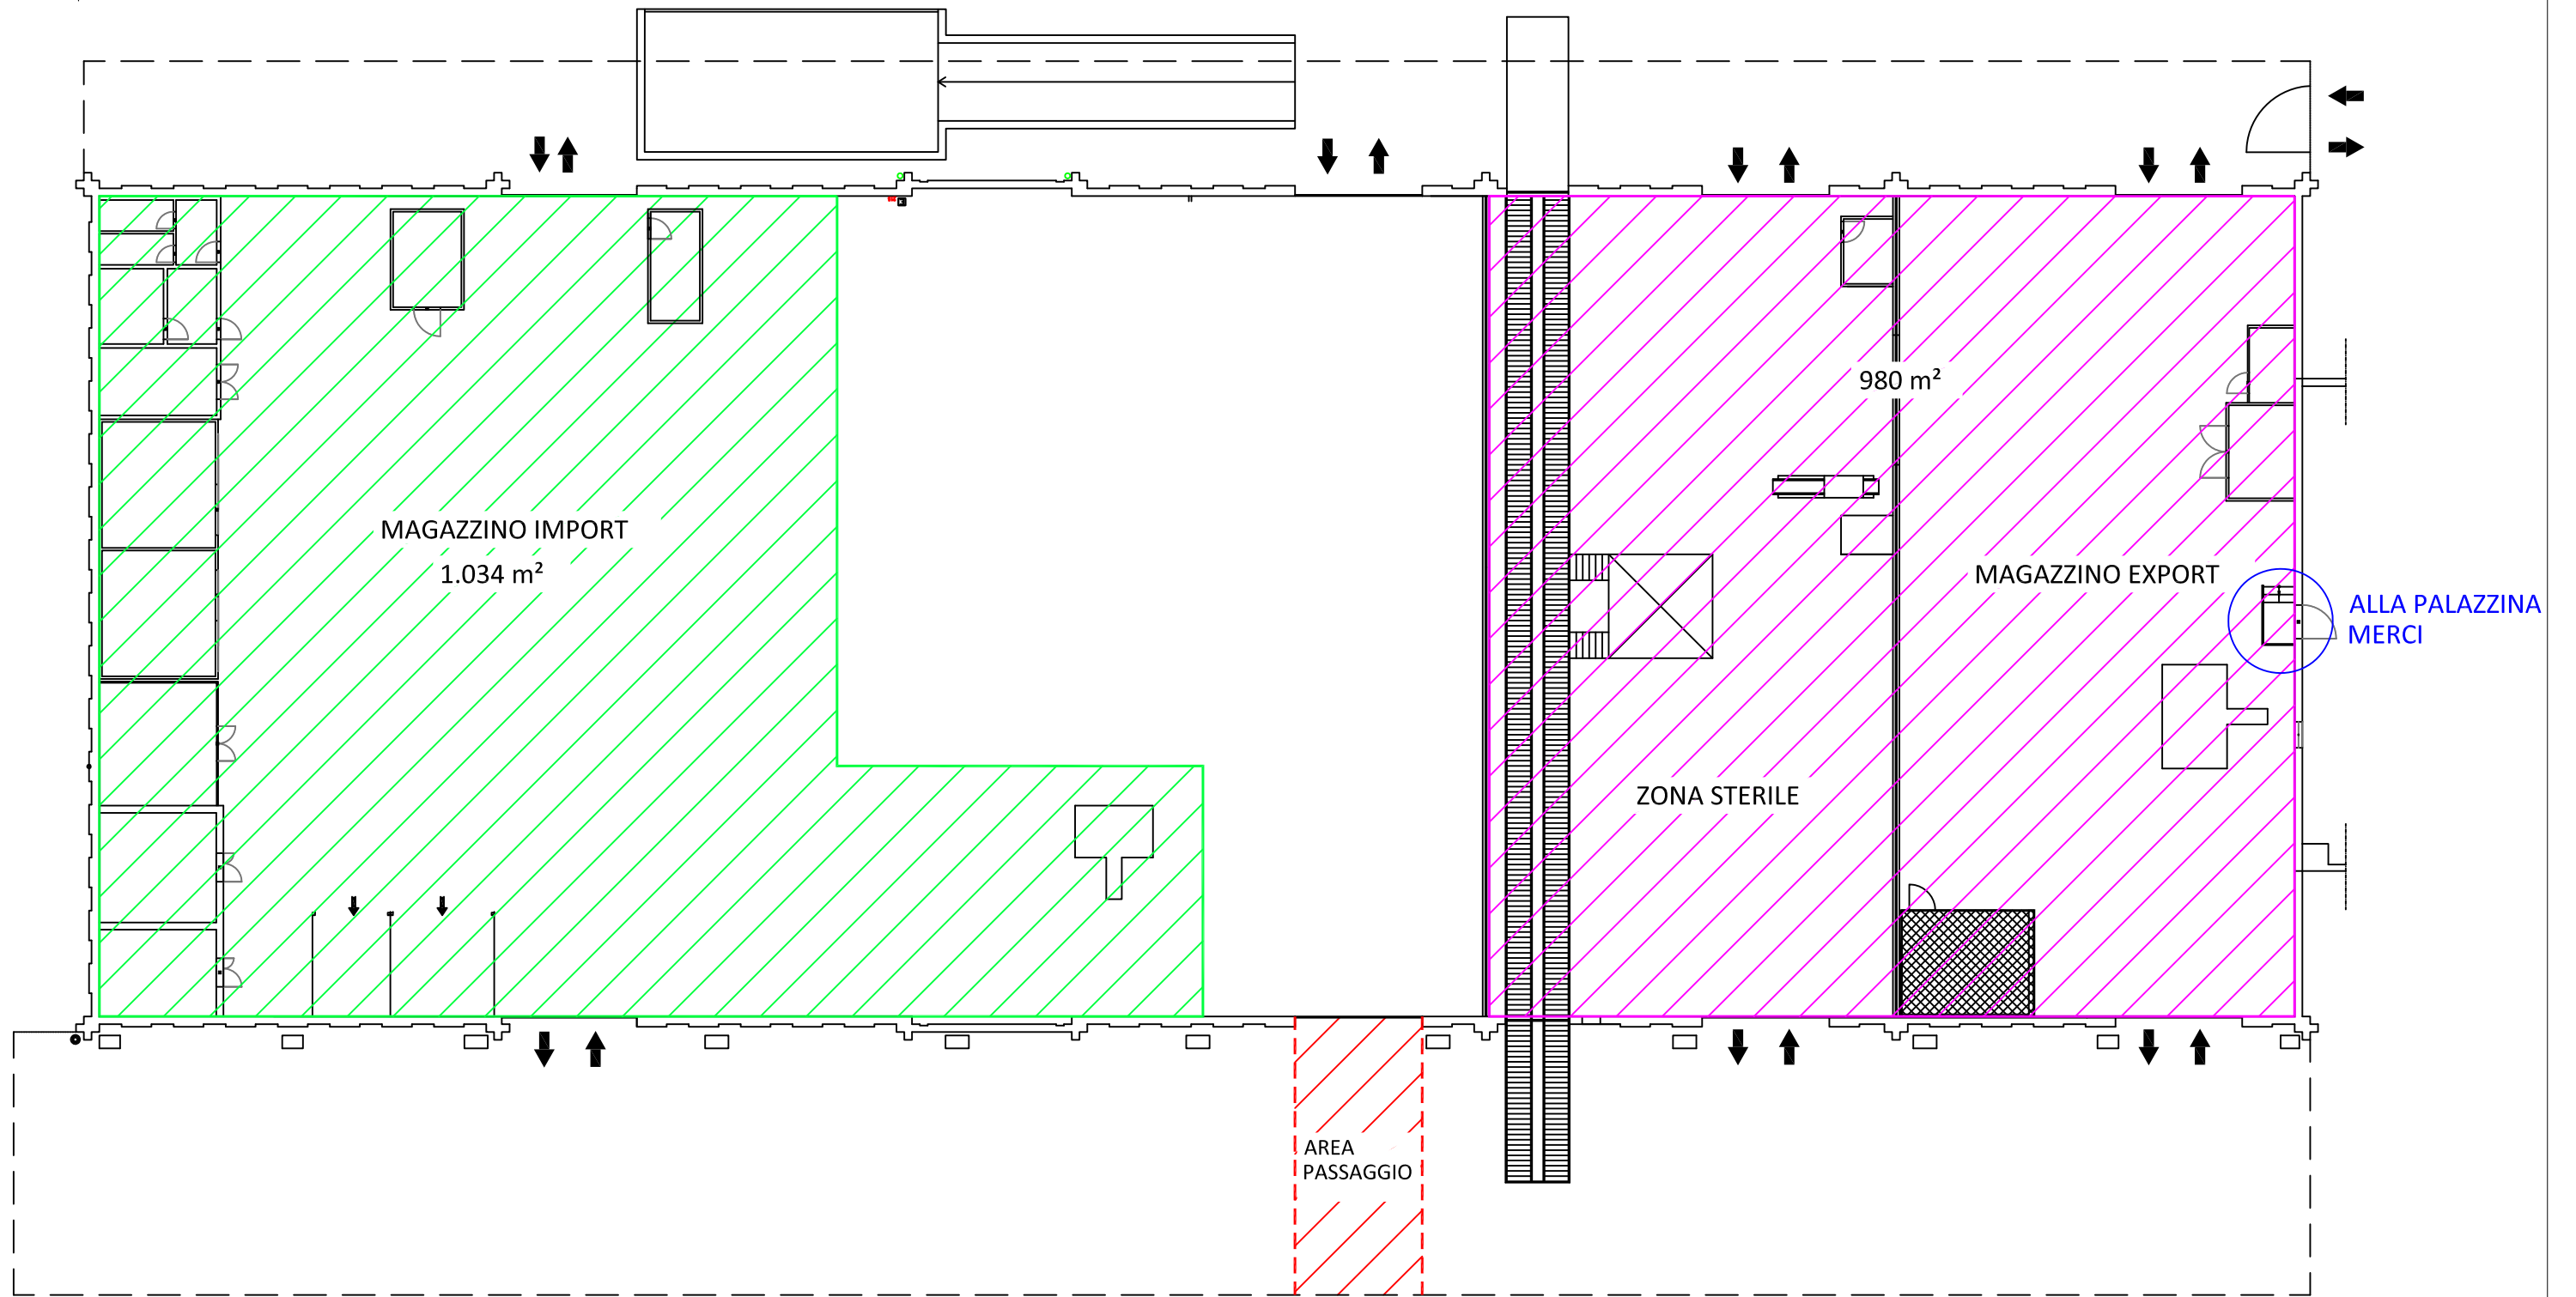 980 m²
MAGAZZINO IMPORT
1.034 m²
MAGAZZINO EXPORT
ALLA PALAZZINA
MERCI
ZONA STERILE
AREA
PASSAGGIO